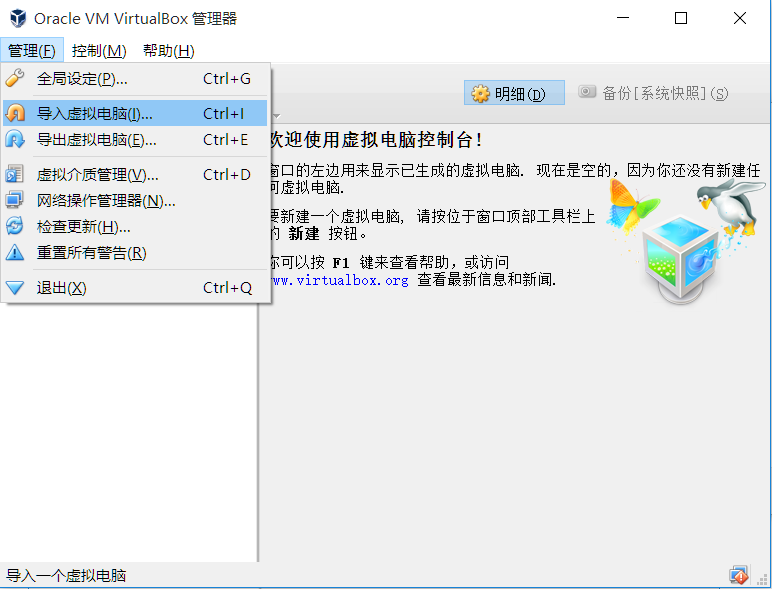 Oracle VM VirtualBox 管理器
管理(F) 控制(M) 帮助(H)
全局设定(P)... Ctrl+G
导入虚拟电脑(I)... Ctrl+I
导出虚拟电脑(E)... Ctrl+E
虚拟介质管理(V)... Ctrl+D
网络操作管理器(N)...
检查更新(H)...
重置所有警告(R)
退出(X) Ctrl+Q
明细(D) 备份[系统快照](S)
欢迎使用虚拟电脑控制台!
窗口的左边用来显示已生成的虚拟电脑. 现在是空的, 因为你还没有新建任
何虚拟电脑.
要新建一个虚拟电脑, 请按位于窗口顶部工具栏上
的 新建 按钮。
你可以按 F1 键来查看帮助, 或访问
www.virtualbox.org 查看最新信息和新闻.
导入一个虚拟电脑